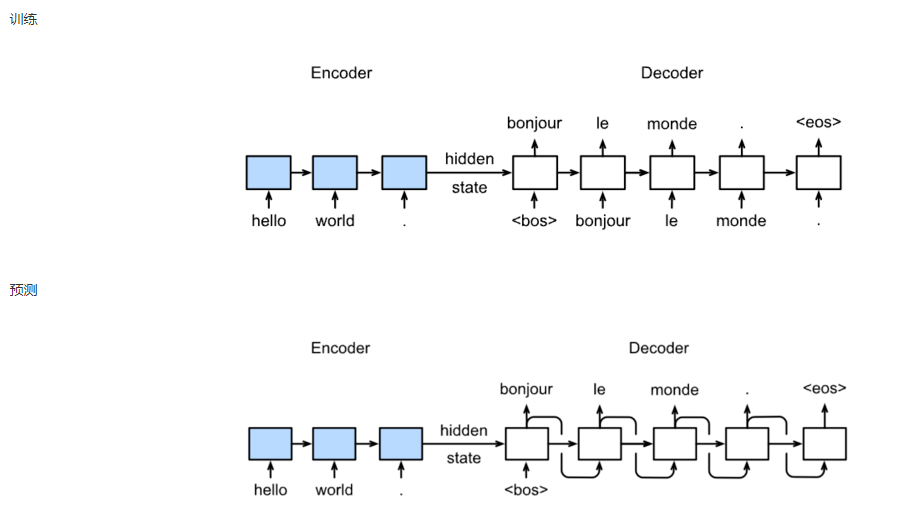 训练
Encoder Decoder
bonjour le monde . <eos>
hidden
state
hello world . <bos> bonjour le monde .
预测
Encoder Decoder
bonjour le monde . <eos>
hidden
state
hello world . <bos>